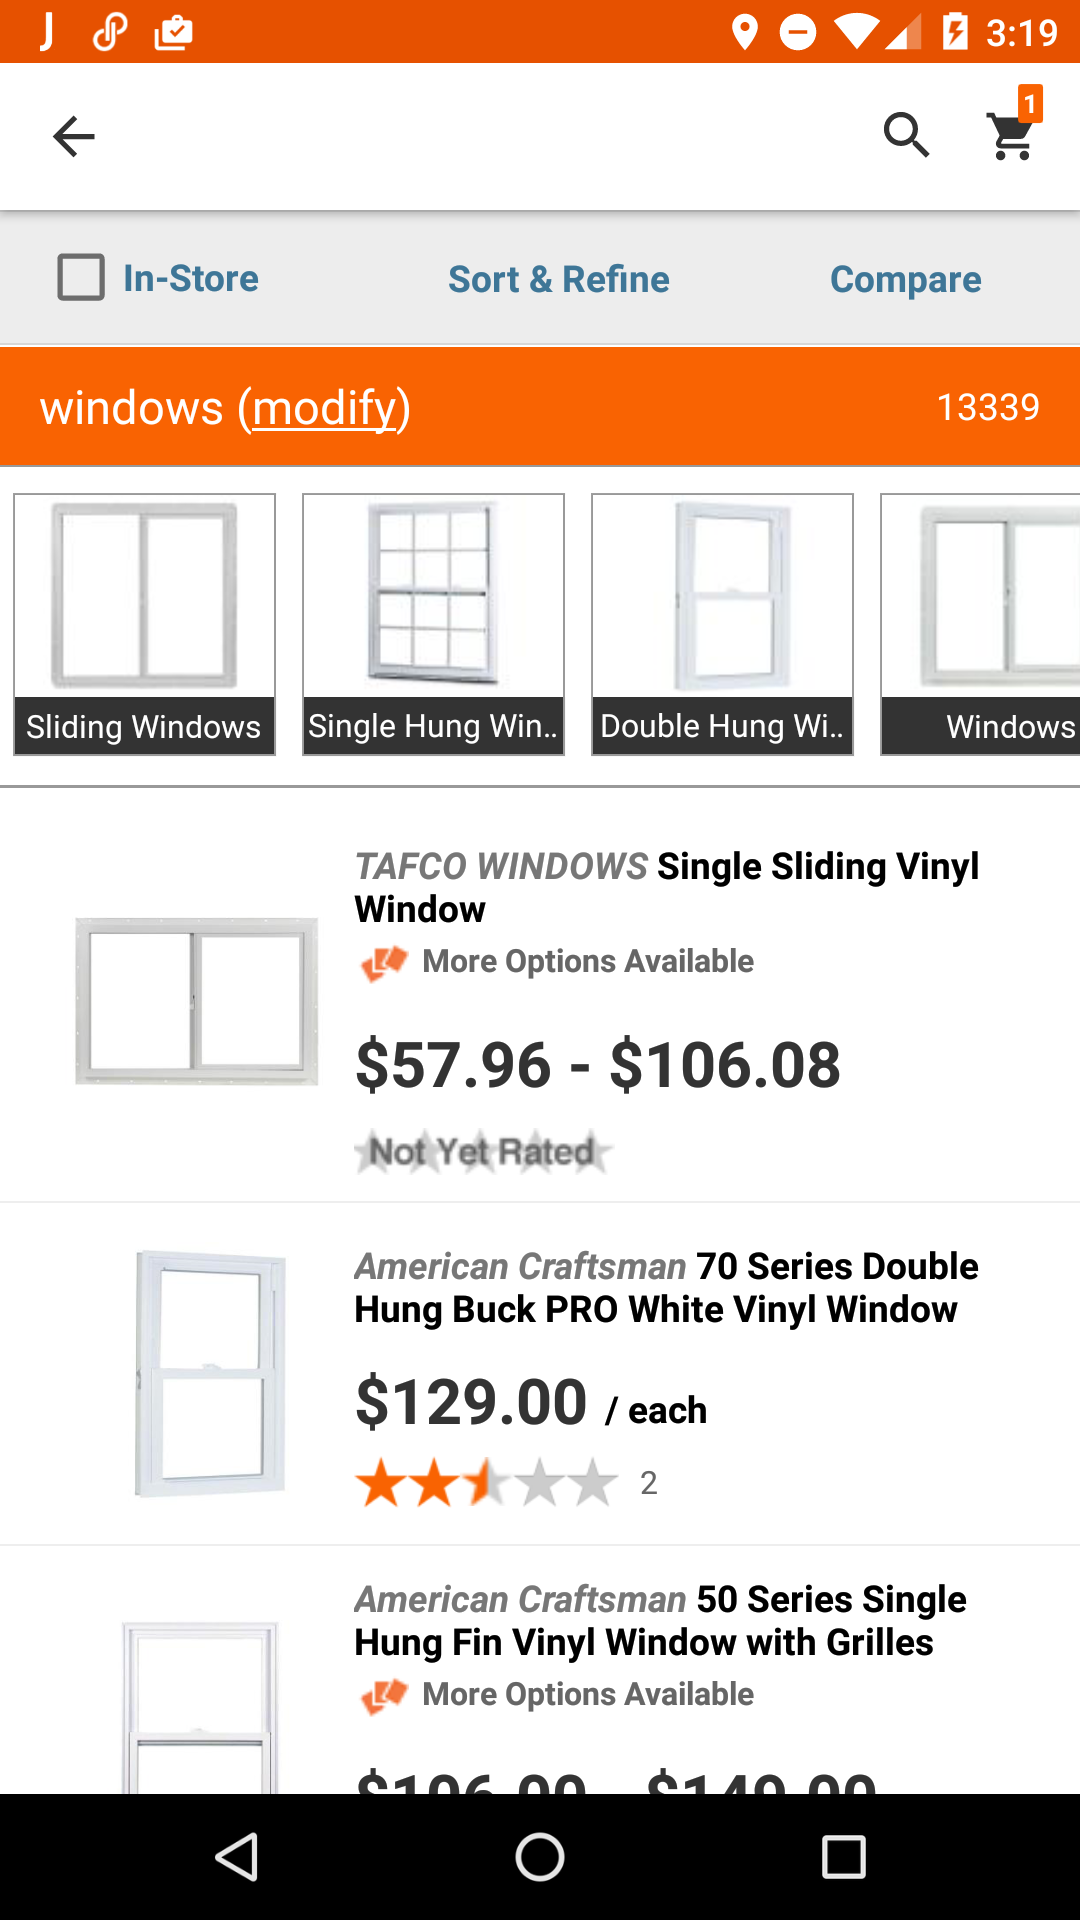 3:19
1
In-Store
Sort & Refine
Compare
windows (modify)
13339
Sliding Windows
Single Hung Win..
Double Hung Wi..
Windows
TAFCO WINDOWS Single Sliding Vinyl
Window
More Options Available
$57.96 - $106.08
Not Yet Rated
American Craftsman 70 Series Double
Hung Buck PRO White Vinyl Window
$129.00 / each
2
American Craftsman 50 Series Single
Hung Fin Vinyl Window with Grilles
More Options Available